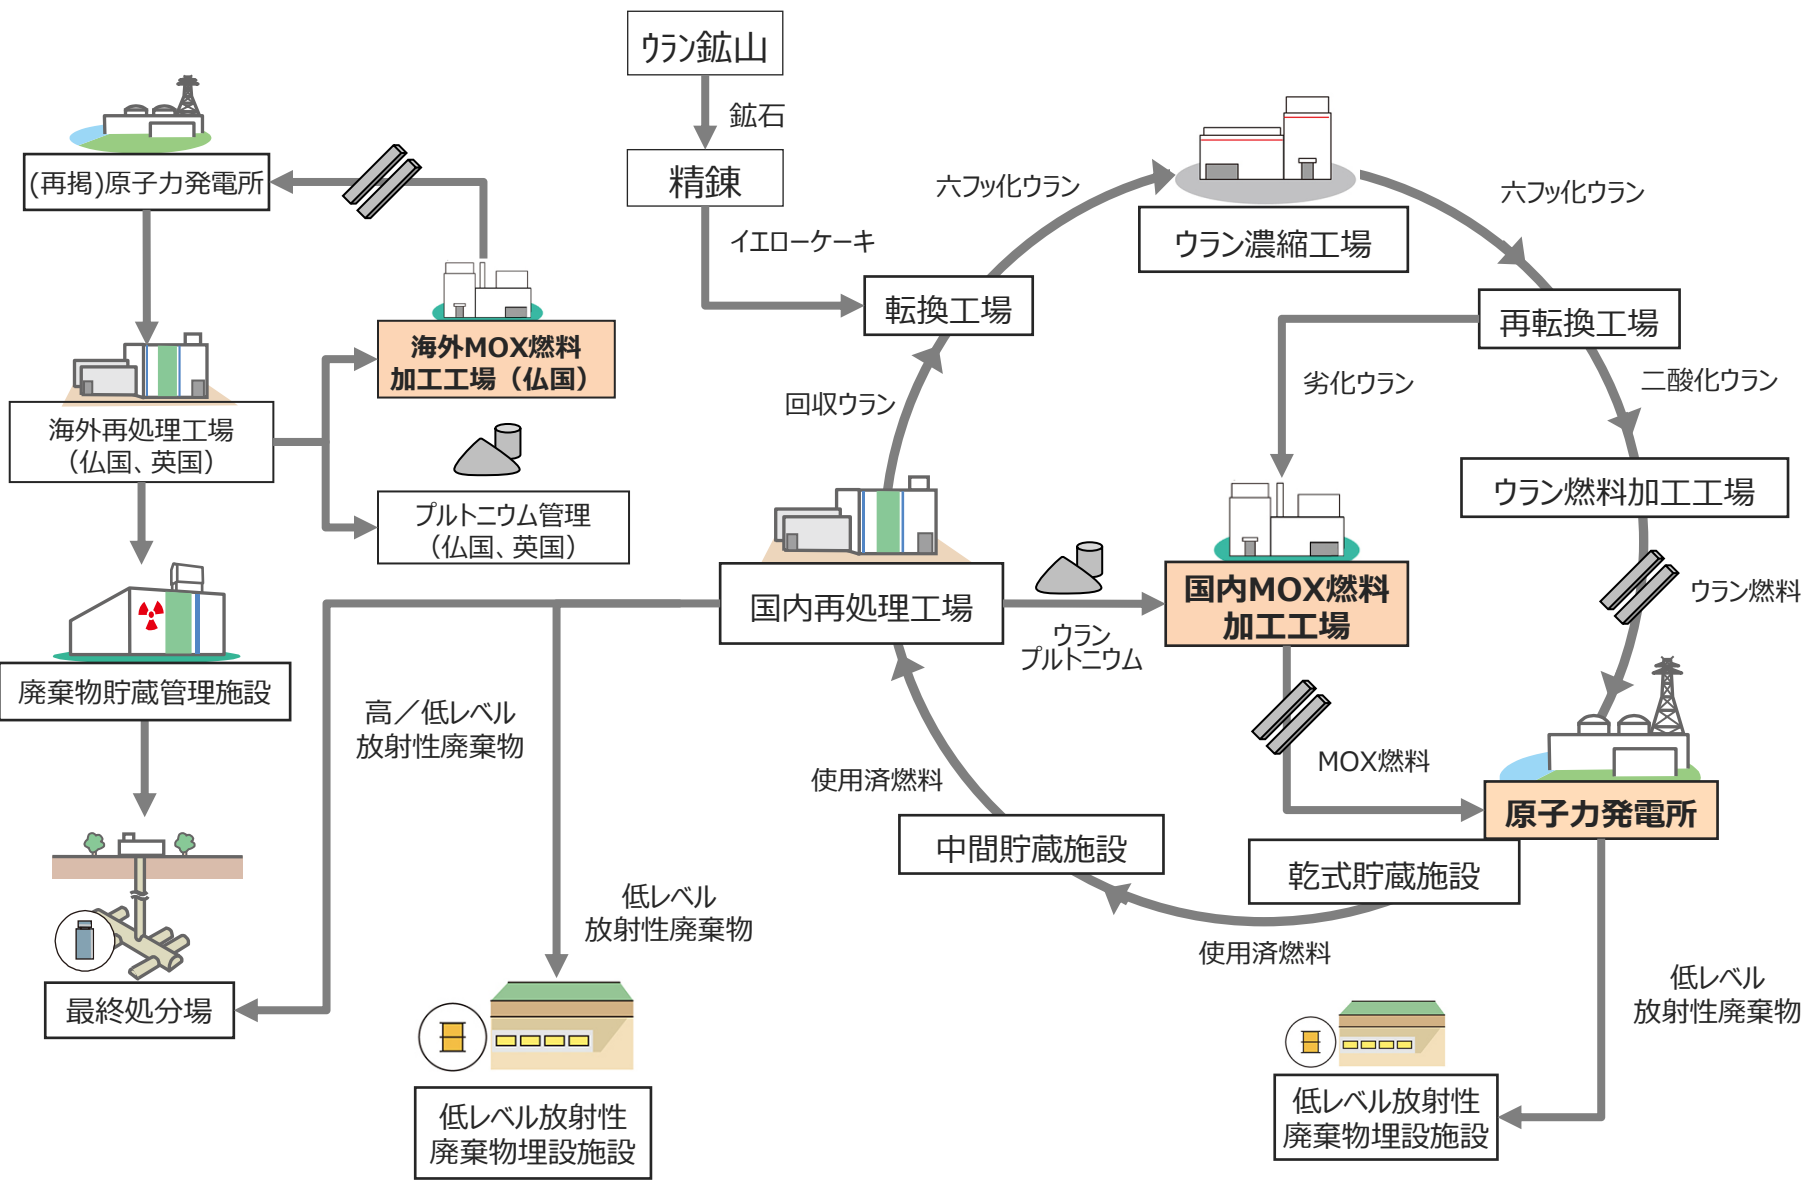 ウラン鉱山
鉱石
精錬
イエローケーキ
転換工場
六フッ化ウラン
ウラン濃縮工場
六フッ化ウラン
再転換工場
劣化ウラン
二酸化ウラン
ウラン燃料加工工場
ウラン燃料
回収ウラン
国内再処理工場
ウラン
プルトニウム
国内MOX燃料
加工工場
MOX燃料
原子力発電所
乾式貯蔵施設
使用済燃料
中間貯蔵施設
使用済燃料
低レベル
放射性廃棄物
低レベル放射性
廃棄物埋設施設
高／低レベル
放射性廃棄物
低レベル
放射性廃棄物
低レベル放射性
廃棄物埋設施設
(再掲)原子力発電所
海外MOX燃料
加工工場（仏国）
海外再処理工場
（仏国、英国）
プルトニウム管理
（仏国、英国）
廃棄物貯蔵管理施設
最終処分場